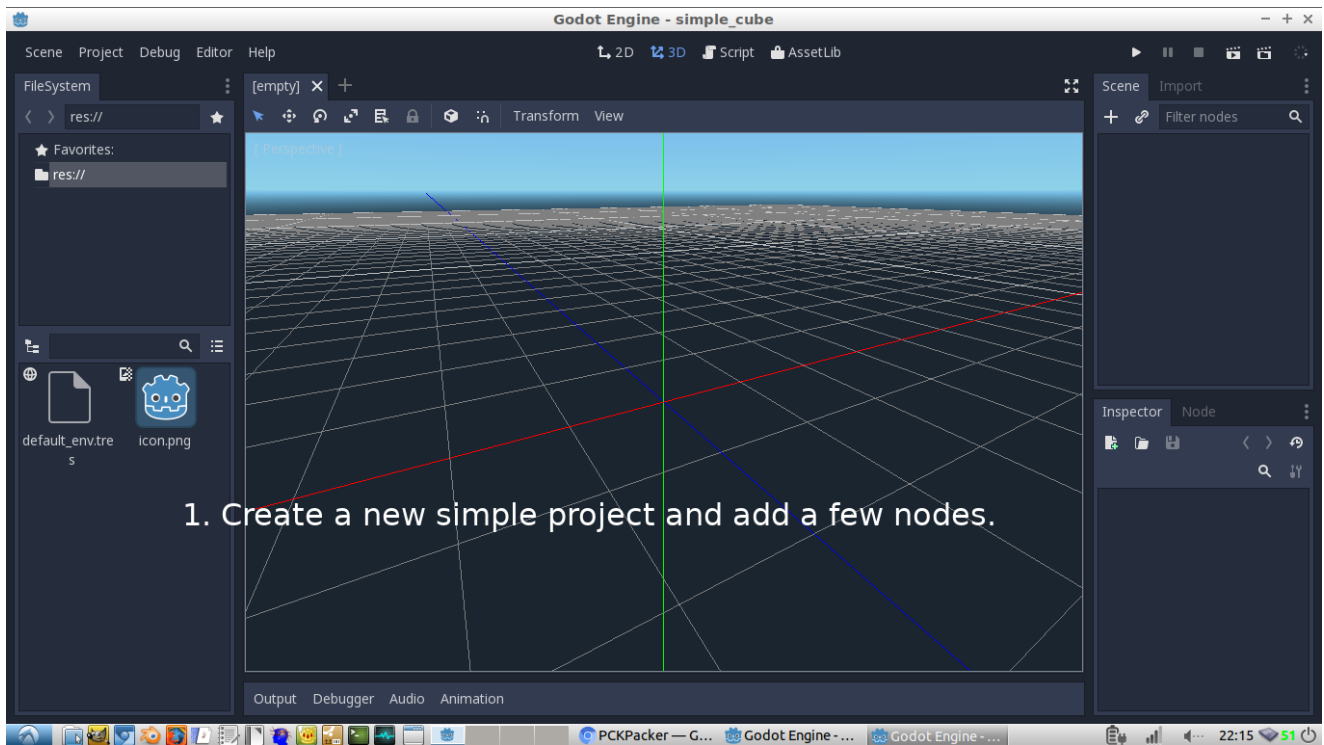 Godot Engine - simple_cube
Scene Project Debug Editor Help
2D 3D Script AssetLib
FileSystem
[empty]
Scene Import
res://
Transform View
Filter nodes
Favorites:
res://
[ Perspective ]
default_env.tre
s
icon.png
Inspector Node
1. Create a new simple project and add a few nodes.
Output Debugger Audio Animation
PCKPacker — G...
Godot Engine - ...
Godot Engine - ...
22:15
51